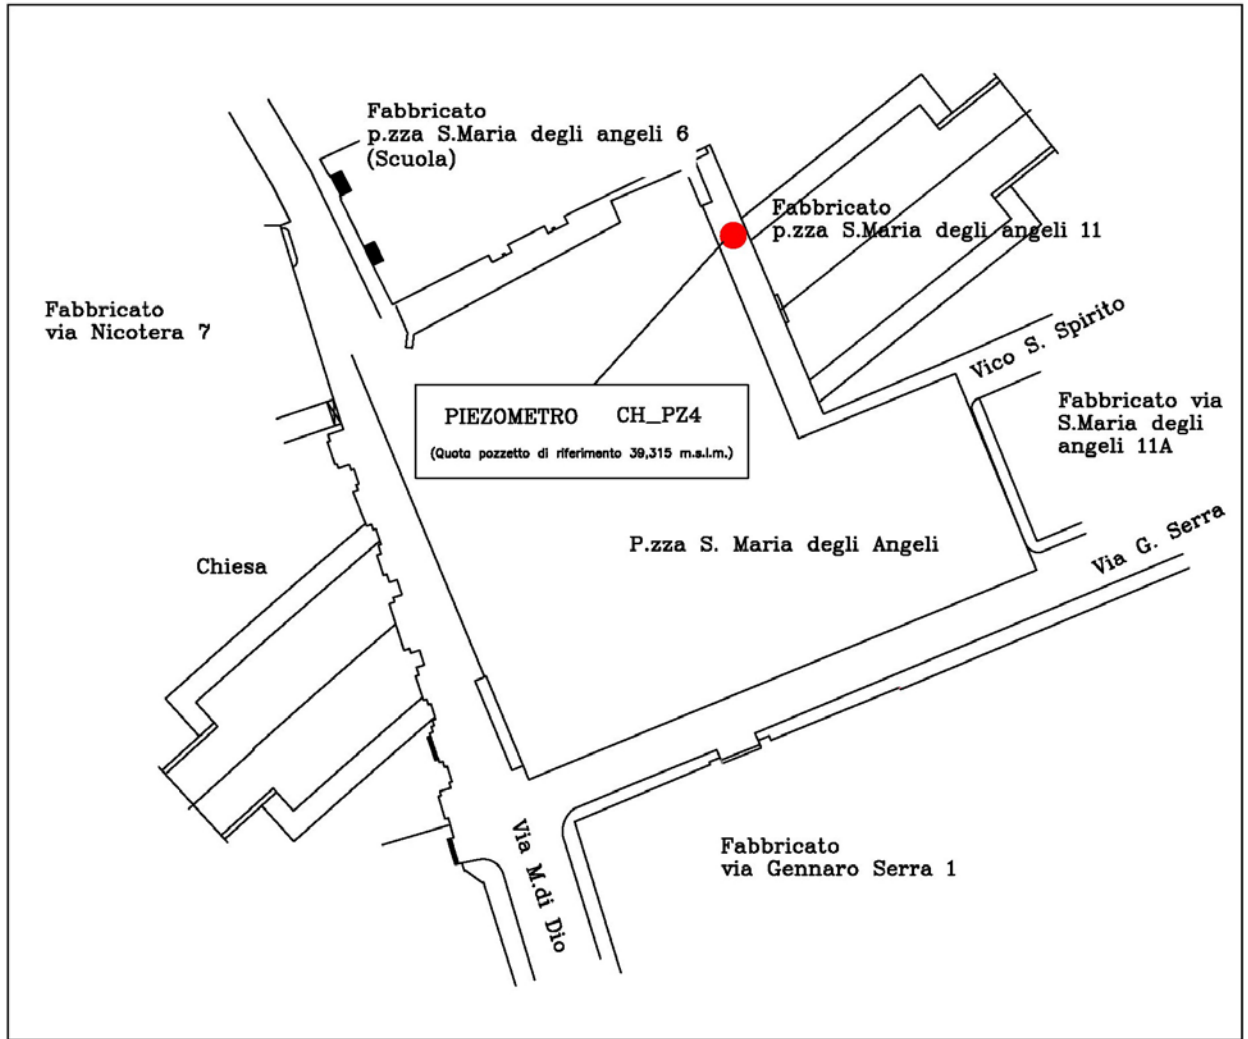 Fabbricato
p.zza S.Maria degli angeli 6
(Scuola)
Fabbricato
p.zza S.Maria degli angeli 11
Fabbricato
via Nicotera 7
Vico S. Spirito
PIEZOMETRO CH_PZ4
(Quota pozzetto di riferimento 39,315 m.s.l.m.)
Fabbricato via
S.Maria degli
angeli 11A
Chiesa
P.zza S. Maria degli Angeli
Via G. Serra
Via M.di Dio
Fabbricato
via Gennaro Serra 1